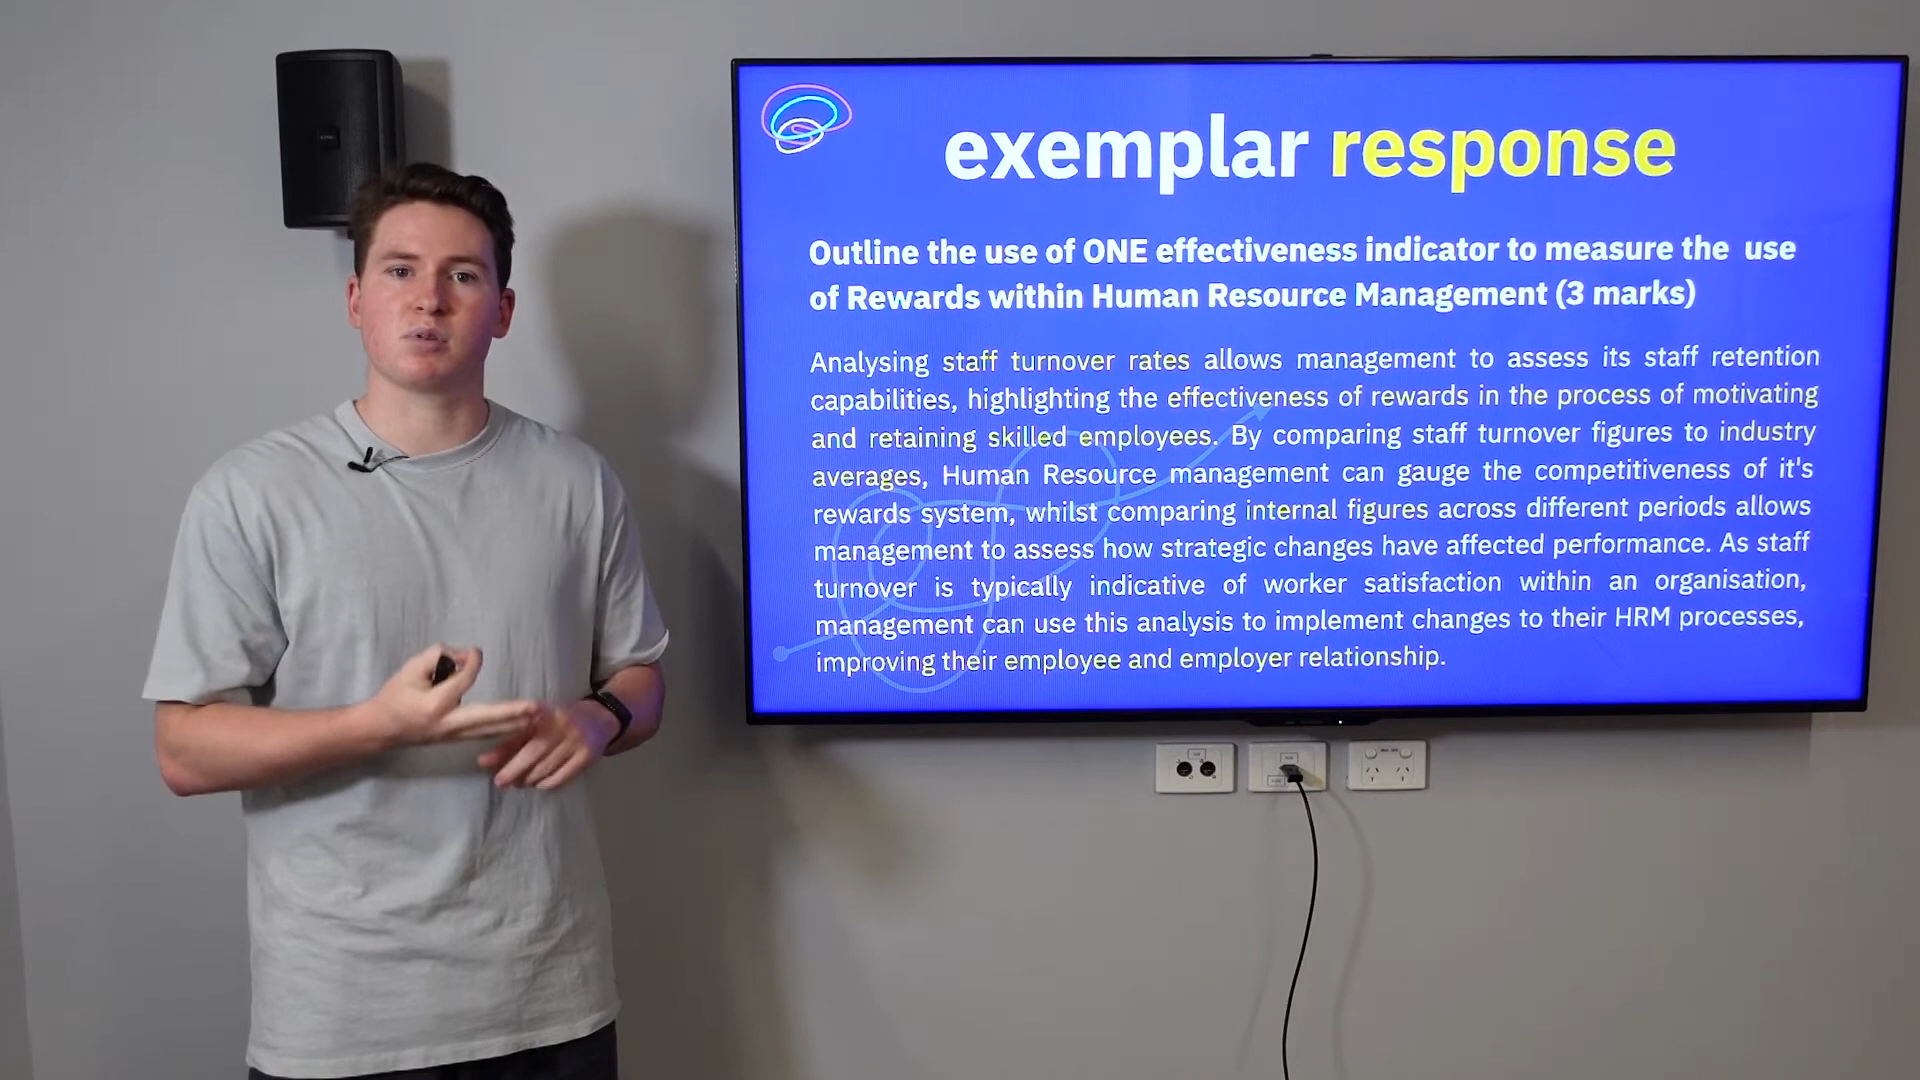 exemplar response
Outline the use of ONE effectiveness indicator to measure the use
of Rewards within Human Resource Management (3 marks)
Analysing staff turnover rates allows management to assess its staff retention
capabilities, highlighting the effectiveness of rewards in the process of motivating
and retaining skilled employees. By comparing staff turnover figures to industry
averages, Human Resource management can gauge the competitiveness of it's
rewards system, whilst comparing internal figures across different periods allows
management to assess how strategic changes have affected performance. As staff
turnover is typically indicative of worker satisfaction within an organisation,
management can use this analysis to implement changes to their HRM processes,
improving their employee and employer relationship.